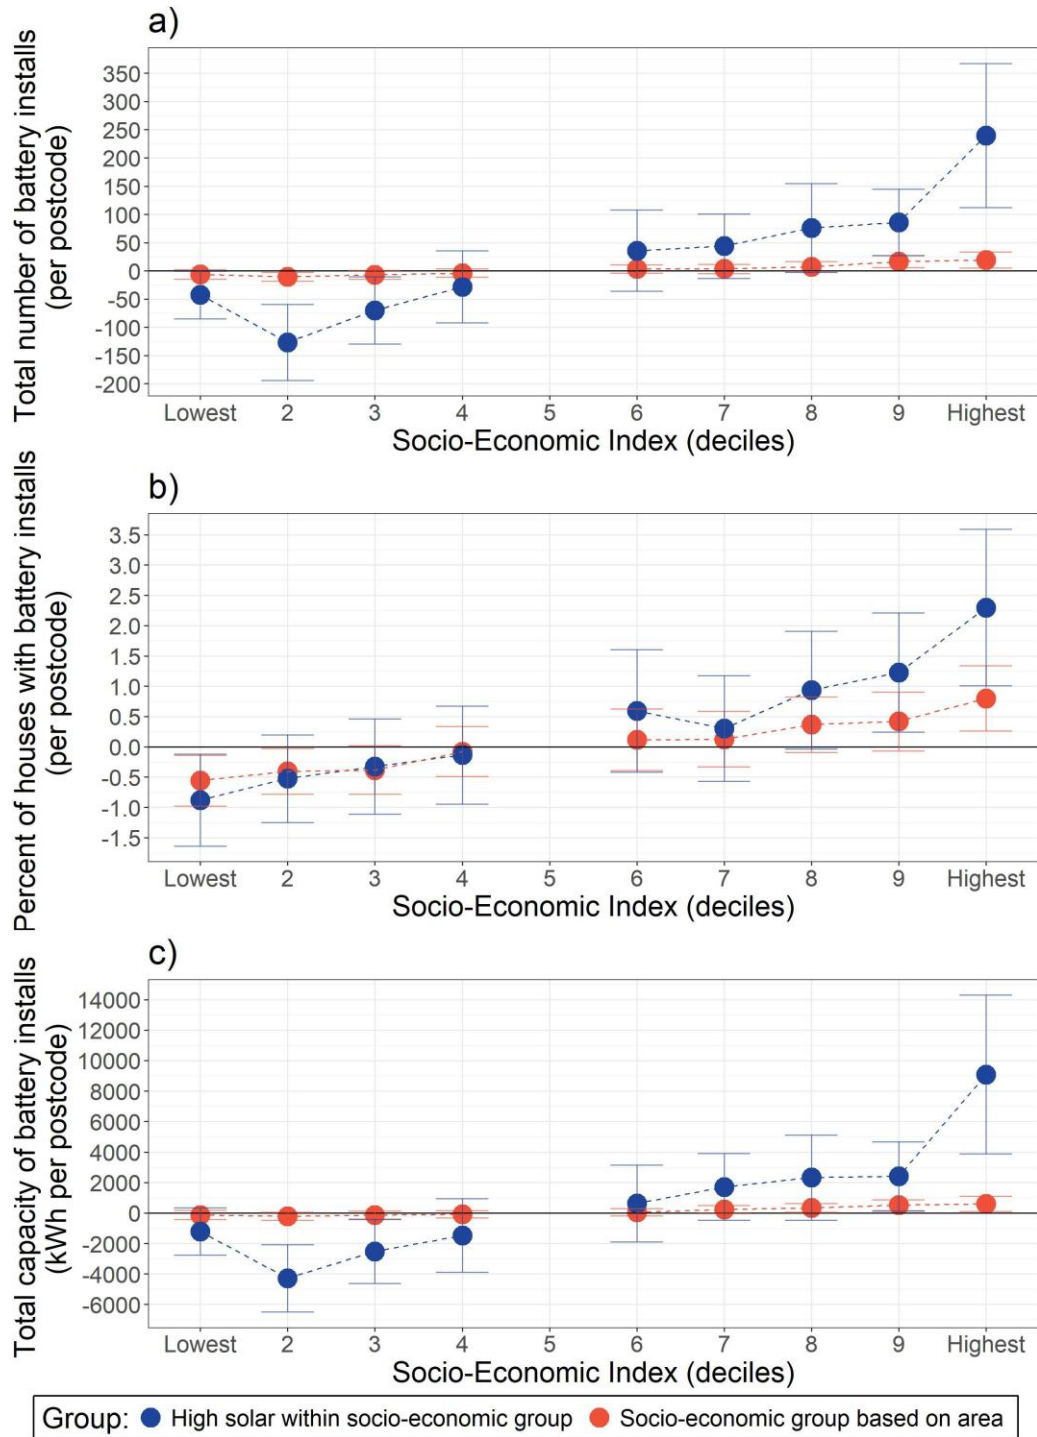 a)
Total number of battery installs
(per postcode)
350
300
250
200
150
100
50
0
-50
-100
-150
-200
Lowest 2 3 4 5 6 7 8 9 Highest
Socio-Economic Index (deciles)
b)
Percent of houses with battery installs
(per postcode)
3.5
3.0
2.5
2.0
1.5
1.0
0.5
0.0
-0.5
-1.0
-1.5
Lowest 2 3 4 5 6 7 8 9 Highest
Socio-Economic Index (deciles)
c)
Total capacity of battery installs
(kWh per postcode)
14000
12000
10000
8000
6000
4000
2000
0
-2000
-4000
-6000
Lowest 2 3 4 5 6 7 8 9 Highest
Socio-Economic Index (deciles)
Group: High solar within socio-economic group Socio-economic group based on area